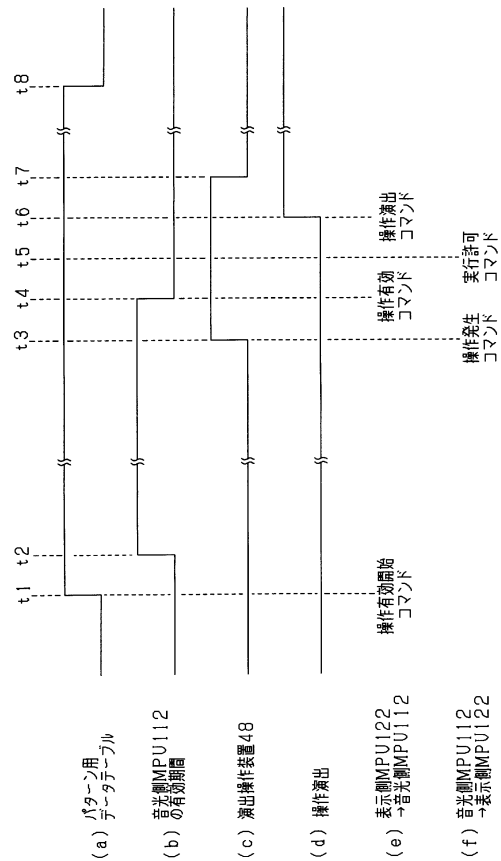 t1
t2
t3
t4
t5
t6
t7
t8
(a) パターン用
データテーブル
(b) 音光側MPU112
の有効期間
(c) 演出操作装置48
(d) 操作演出
(e) 表示側MPU122
→音光側MPU112
操作有効開始
コマンド
操作有効
コマンド
操作演出
コマンド
(f) 音光側MPU112
→表示側MPU122
操作発生
コマンド
実行許可
コマンド